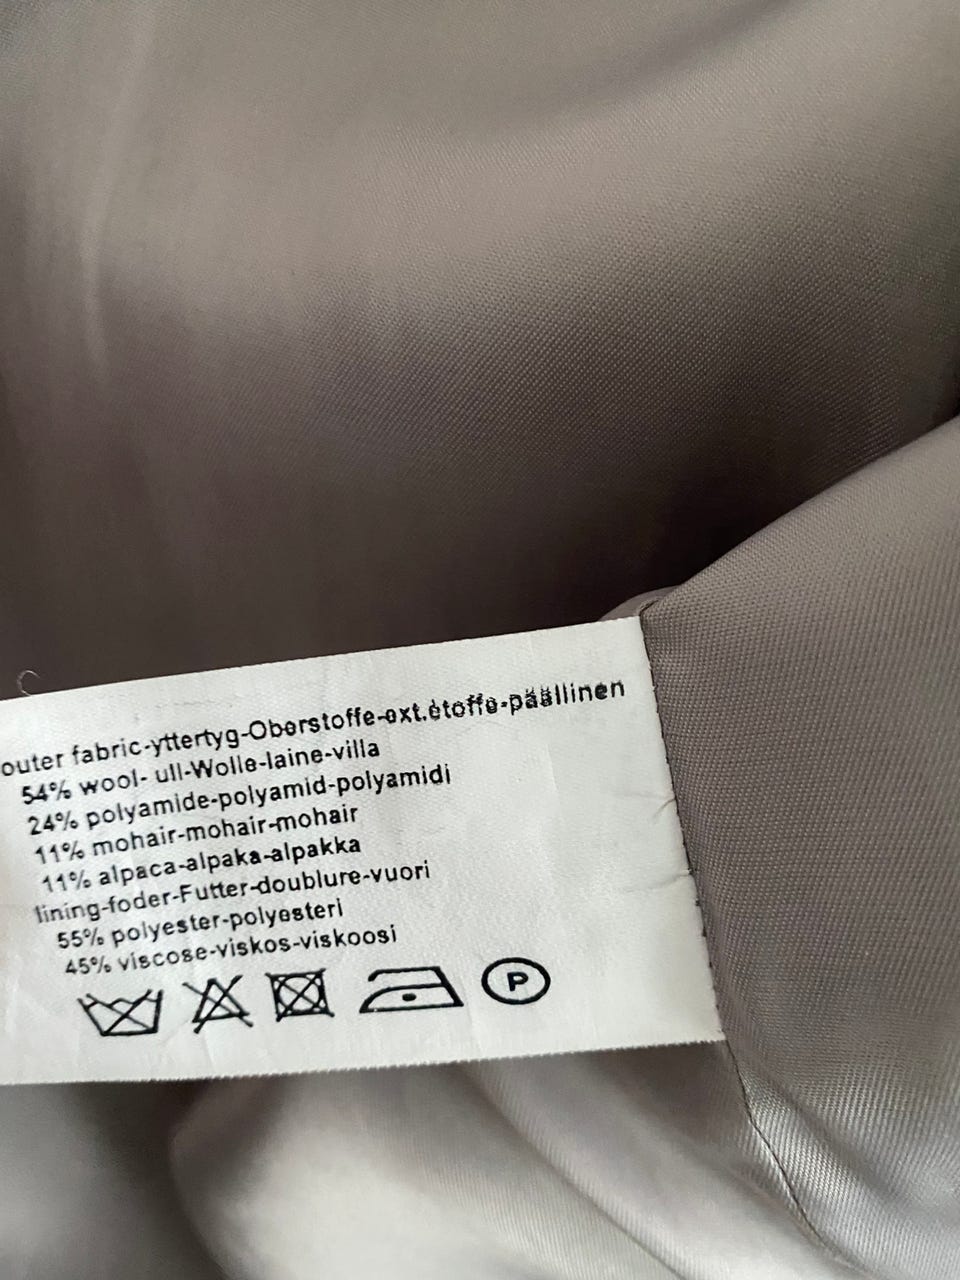 outer fabric-yttertyg-Oberstoffe-ext.étoffe-päällinen
54% wool- ull-Wolle-laine-villa
24% polyamide-polyamid-polyamidi
11% mohair-mohair-mohair
11% alpaca-alpaka-alpakka
lining-foder-Futter-doublure-vuori
55% polyester-polyesteri
45% viscose-viskos-viskoosi
P